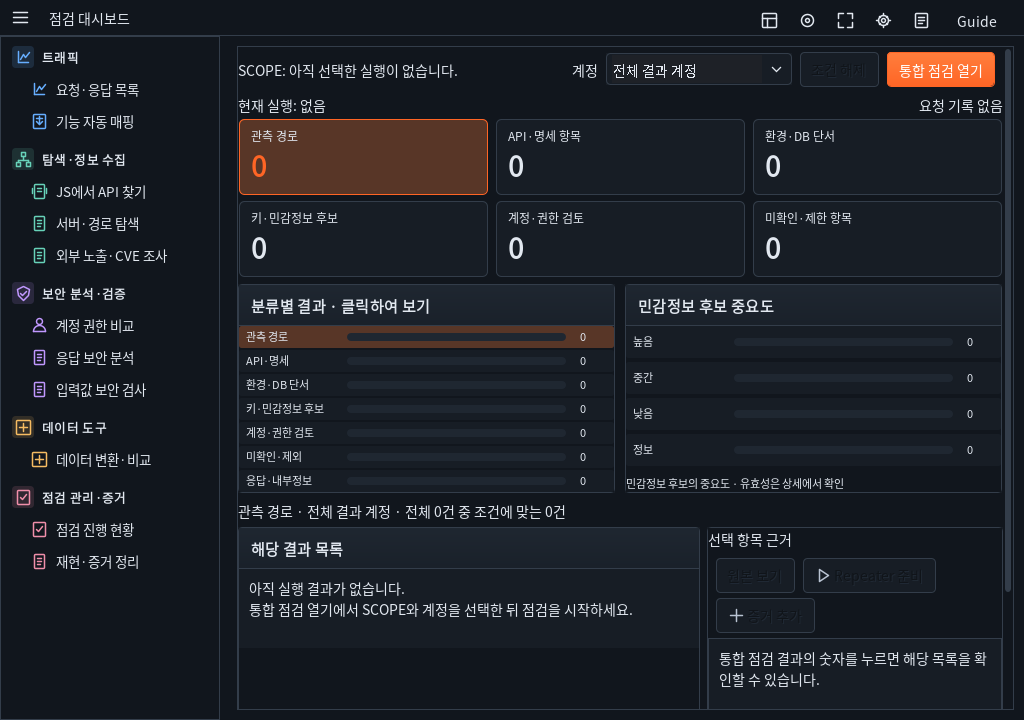 점검 대시보드
Guide
트래픽
요청·응답 목록
기능 자동 매핑
탐색·정보 수집
JS에서 API 찾기
서버·경로 탐색
외부 노출·CVE 조사
보안 분석·검증
계정 권한 비교
응답 보안 분석
입력값 보안 검사
데이터 도구
데이터 변환·비교
점검 관리·증거
점검 진행 현황
재현·증거 정리
SCOPE: 아직 선택한 실행이 없습니다.
계정
전체 결과 계정
통합 점검 열기
현재 실행: 없음
요청 기록 없음
관측 경로
0
API·명세 항목
0
환경·DB 단서
0
키·민감정보 후보
0
계정·권한 검토
0
미확인·제한 항목
0
분류별 결과 · 클릭하여 보기
관측 경로 0
API·명세 0
환경·DB 단서 0
키·민감정보 후보 0
계정·권한 검토 0
미확인·제외 0
응답·내부정보 0
민감정보 후보 중요도
높음 0
중간 0
낮음 0
정보 0
민감정보 후보의 중요도 · 유효성은 상세에서 확인
관측 경로 · 전체 결과 계정 · 전체 0건 중 조건에 맞는 0건
해당 결과 목록
아직 실행 결과가 없습니다.
통합 점검 열기에서 SCOPE와 계정을 선택한 뒤 점검을 시작하세요.
선택 항목 근거
원문 보기
Repeater 준비
증거 추가
통합 점검 결과의 숫자를 누르면 해당 목록을 확
인할 수 있습니다.